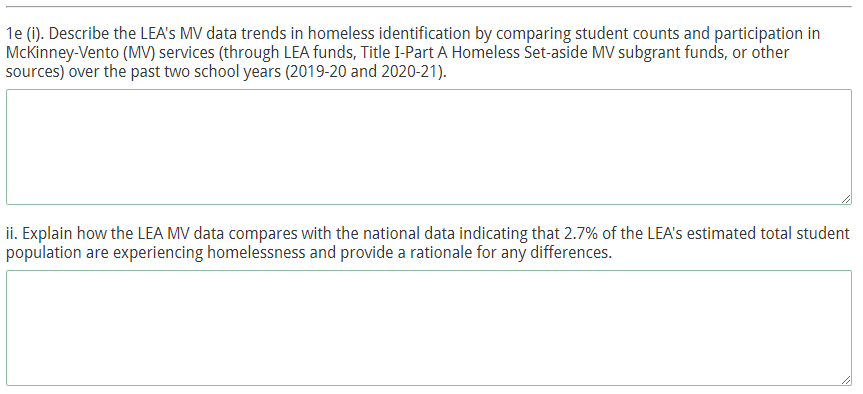 1e (i). Describe the LEA's MV data trends in homeless identification by comparing student counts and participation in
McKinney-Vento (MV) services (through LEA funds, Title I-Part A Homeless Set-aside MV subgrant funds, or other
sources) over the past two school years (2019-20 and 2020-21).
ii. Explain how the LEA MV data compares with the national data indicating that 2.7% of the LEA's estimated total student
population are experiencing homelessness and provide a rationale for any differences.